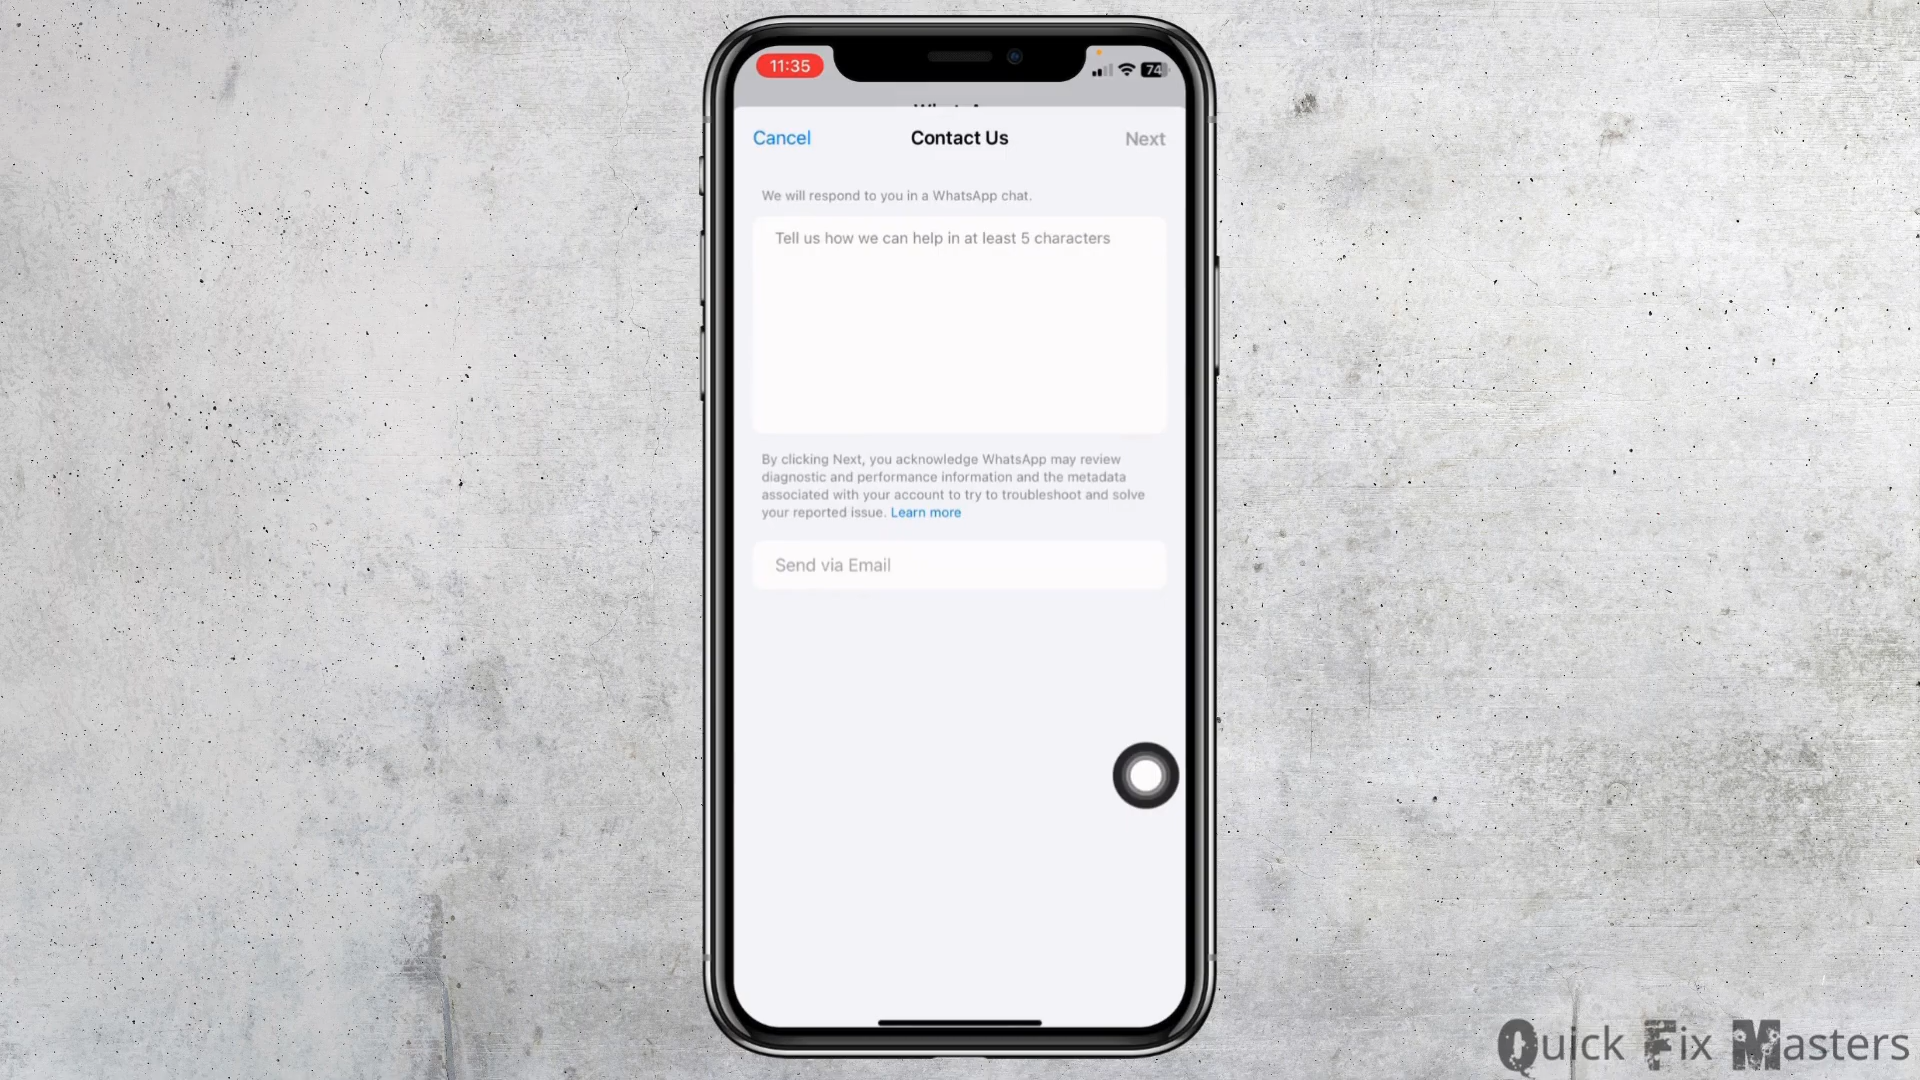 11:35
74
Cancel
Contact Us
Next
We will respond to you in a WhatsApp chat.
Tell us how we can help in at least 5 characters
By clicking Next, you acknowledge WhatsApp may review
diagnostic and performance information and the metadata
associated with your account to try to troubleshoot and solve
your reported issue. Learn more
Send via Email
Quick Fix Masters